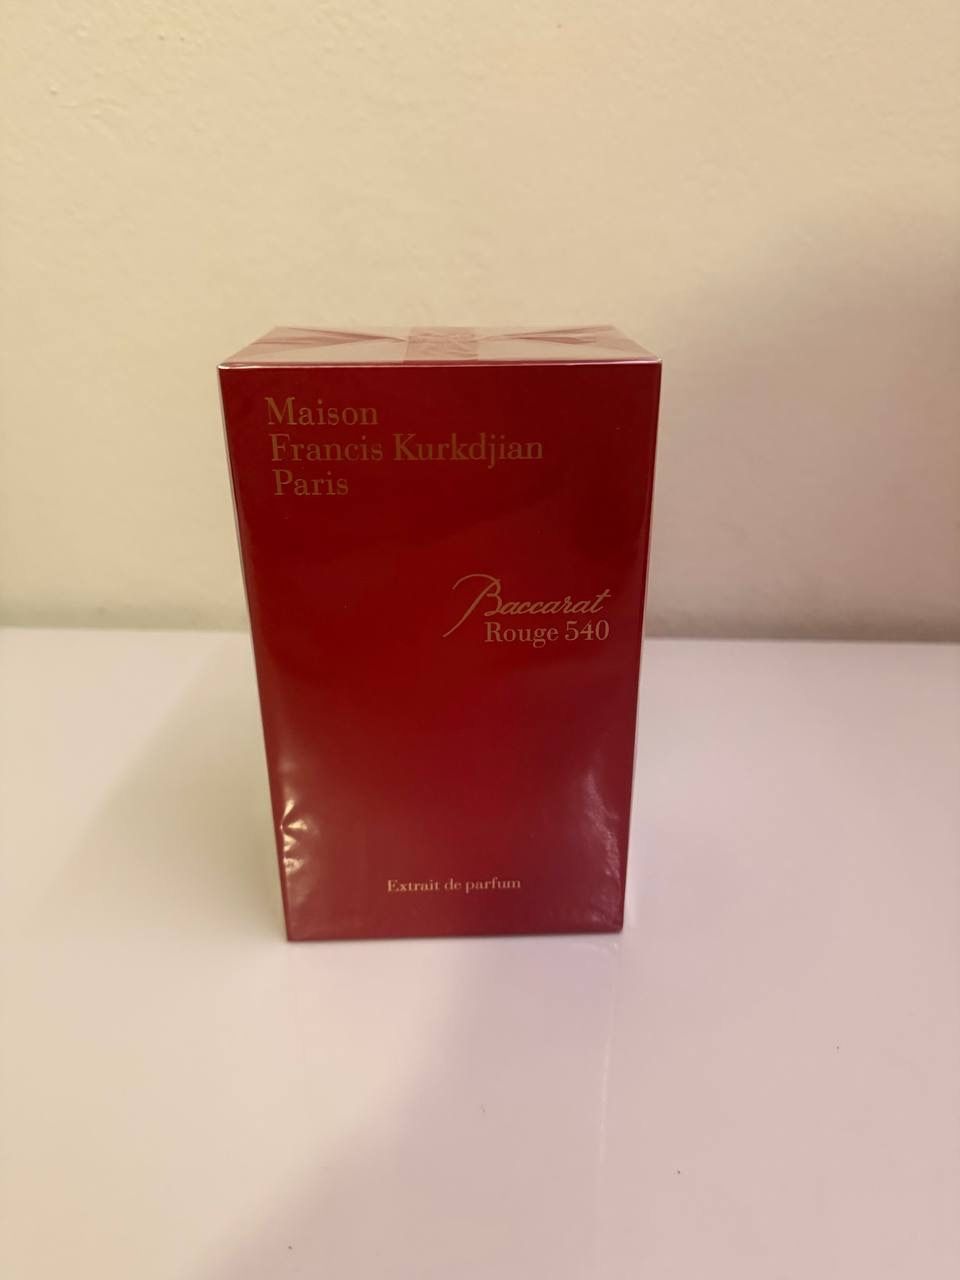 Maison
Francis Kurkdjian
Paris
Baccarat
Rouge 540
Extrait de parfum